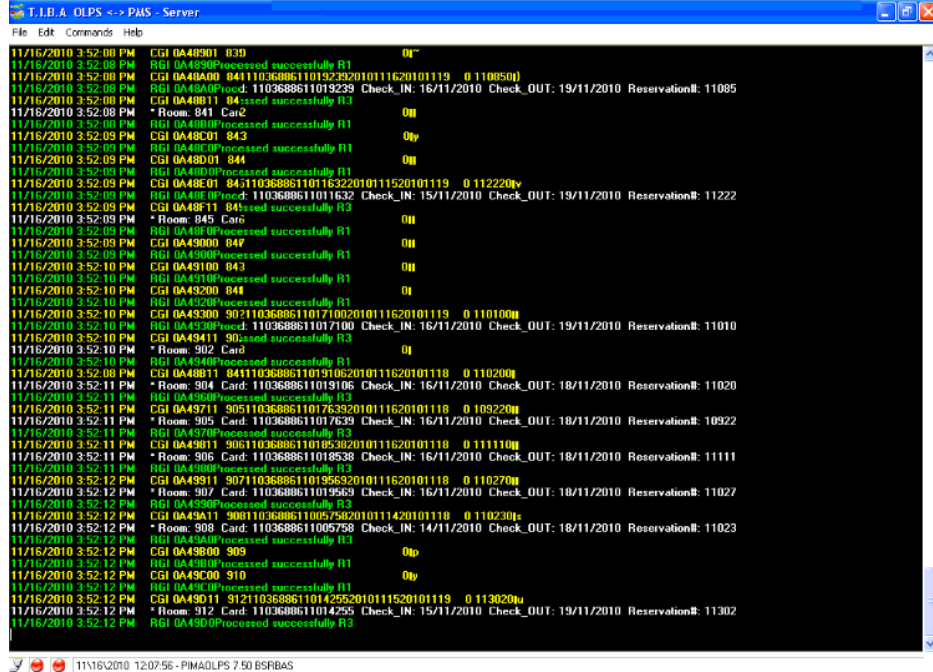 T.I.B.A OLPS <-> PMS - Server
File Edit Commands Help
11/16/2010 3:52:08 PM CGI 0A48901 839 0|~
11/16/2010 3:52:08 PM RGI 0A4890Processed successfully R1
11/16/2010 3:52:08 PM CGI 0A48A00 84111036886110192392010111620101119 0 110850|}
11/16/2010 3:52:08 PM RGI 0A48A0Procd: 1103688611019239 Check_IN: 16/11/2010 Check_OUT: 19/11/2010 Reservation#: 11085
11/16/2010 3:52:08 PM CGI 0A48B11 84 ssed successfully R3
11/16/2010 3:52:08 PM * Room: 841 Car2 0||
11/16/2010 3:52:08 PM RGI 0A48B0Processed successfully R1
11/16/2010 3:52:09 PM CGI 0A48C01 843 0|y
11/16/2010 3:52:09 PM RGI 0A48C0Processed successfully R1
11/16/2010 3:52:09 PM CGI 0A48D01 844 0||
11/16/2010 3:52:09 PM RGI 0A48D0Processed successfully R1
11/16/2010 3:52:09 PM CGI 0A48E01 84511036886110116322010111520101119 0 112220|v
11/16/2010 3:52:09 PM RGI 0A48E0Procd: 1103688611011632 Check_IN: 15/11/2010 Check_OUT: 19/11/2010 Reservation#: 11222
11/16/2010 3:52:09 PM CGI 0A48F11 845ssed successfully R3
11/16/2010 3:52:09 PM * Room: 845 Car6 0||
11/16/2010 3:52:09 PM RGI 0A48F0Processed successfully R1
11/16/2010 3:52:09 PM CGI 0A49000 847 0||
11/16/2010 3:52:09 PM RGI 0A4900Processed successfully R1
11/16/2010 3:52:10 PM CGI 0A49100 843 0||
11/16/2010 3:52:10 PM RGI 0A4910Processed successfully R1
11/16/2010 3:52:10 PM CGI 0A49200 848 0|
11/16/2010 3:52:10 PM RGI 0A4920Processed successfully R1
11/16/2010 3:52:10 PM CGI 0A49300 90211036886110171002010111620101119 0 110100||
11/16/2010 3:52:10 PM RGI 0A4930Procd: 1103688611017100 Check_IN: 16/11/2010 Check_OUT: 19/11/2010 Reservation#: 11010
11/16/2010 3:52:10 PM CGI 0A49411 90 ssed successfully R3
11/16/2010 3:52:10 PM * Room: 902 Card 0|
11/16/2010 3:52:10 PM RGI 0A4940Processed successfully R1
11/16/2010 3:52:08 PM CGI 0A48B11 84111036886110191062010111620101118 0 110200|
11/16/2010 3:52:11 PM * Room: 904 Card: 1103688611019106 Check_IN: 16/11/2010 Check_OUT: 18/11/2010 Reservation#: 11020
11/16/2010 3:52:11 PM RGI 0A4960Processed successfully R3
11/16/2010 3:52:11 PM CGI 0A49711 90511036886110176392010111620101118 0 109220||
11/16/2010 3:52:11 PM * Room: 905 Card: 1103688611017639 Check_IN: 16/11/2010 Check_OUT: 18/11/2010 Reservation#: 10922
11/16/2010 3:52:11 PM RGI 0A4970Processed successfully R3
11/16/2010 3:52:11 PM CGI 0A49811 90611036886110185382010111620101118 0 111110||
11/16/2010 3:52:11 PM * Room: 906 Card: 1103688611018538 Check_IN: 16/11/2010 Check_OUT: 18/11/2010 Reservation#: 11111
11/16/2010 3:52:11 PM RGI 0A4980Processed successfully R3
11/16/2010 3:52:12 PM CGI 0A49911 90711036886110195692010111620101118 0 110270||
11/16/2010 3:52:12 PM * Room: 907 Card: 1103688611019569 Check_IN: 16/11/2010 Check_OUT: 18/11/2010 Reservation#: 11027
11/16/2010 3:52:12 PM RGI 0A4990Processed successfully R3
11/16/2010 3:52:12 PM CGI 0A49A11 90811036886110057582010111420101118 0 110230|s
11/16/2010 3:52:12 PM * Room: 908 Card: 1103688611005758 Check_IN: 14/11/2010 Check_OUT: 18/11/2010 Reservation#: 11023
11/16/2010 3:52:12 PM RGI 0A49A0Processed successfully R3
11/16/2010 3:52:12 PM CGI 0A49B00 909 0|p
11/16/2010 3:52:12 PM RGI 0A49B0Processed successfully R1
11/16/2010 3:52:12 PM CGI 0A49C00 910 0|y
11/16/2010 3:52:12 PM RGI 0A49C0Processed successfully R1
11/16/2010 3:52:12 PM CGI 0A49D11 91211036886110142552010111520101119 0 113020|u
11/16/2010 3:52:12 PM * Room: 912 Card: 1103688611014255 Check_IN: 15/11/2010 Check_OUT: 19/11/2010 Reservation#: 11302
11/16/2010 3:52:12 PM RGI 0A49D0Processed successfully R3
11\16\2010 12:07:56 - PIMAOLPS 7.50 BSRBAS